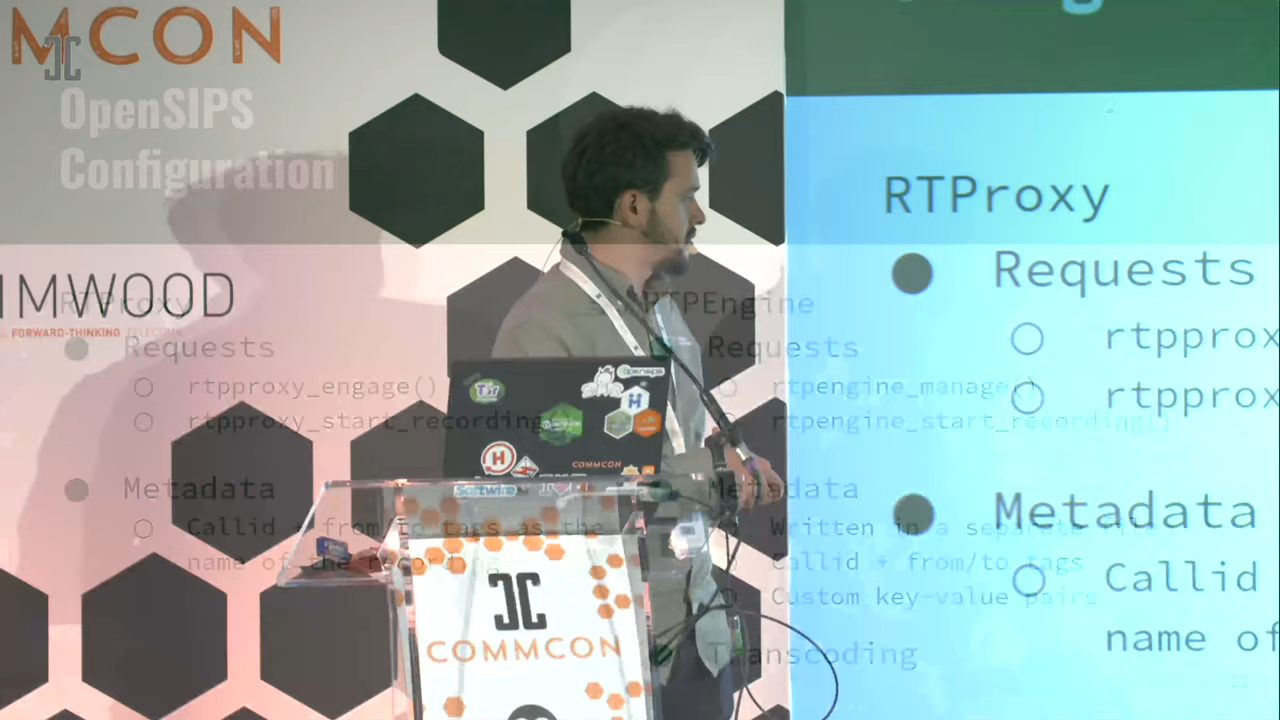 MCON
OpenSIPS
Configuration
IMWOOD
FORWARD-THINKING TELECOMS
RTProxy
Requests
rtpproxy_engage()
rtpproxy_start_recording()
Metadata
Callid + from/to tags as the
name of the recording
RTPEngine
Requests
rtpengine_manage()
rtpengine_start_recording()
Metadata
Written in a separate file
Callid + from/to tags
Custom key-value pairs
Transcoding
RTProxy
Requests
rtpprox
rtpprox
Metadata
Callid
name of
Tsir
OpenSIPS
H
H
COMMCON
Softwire
COMMCON